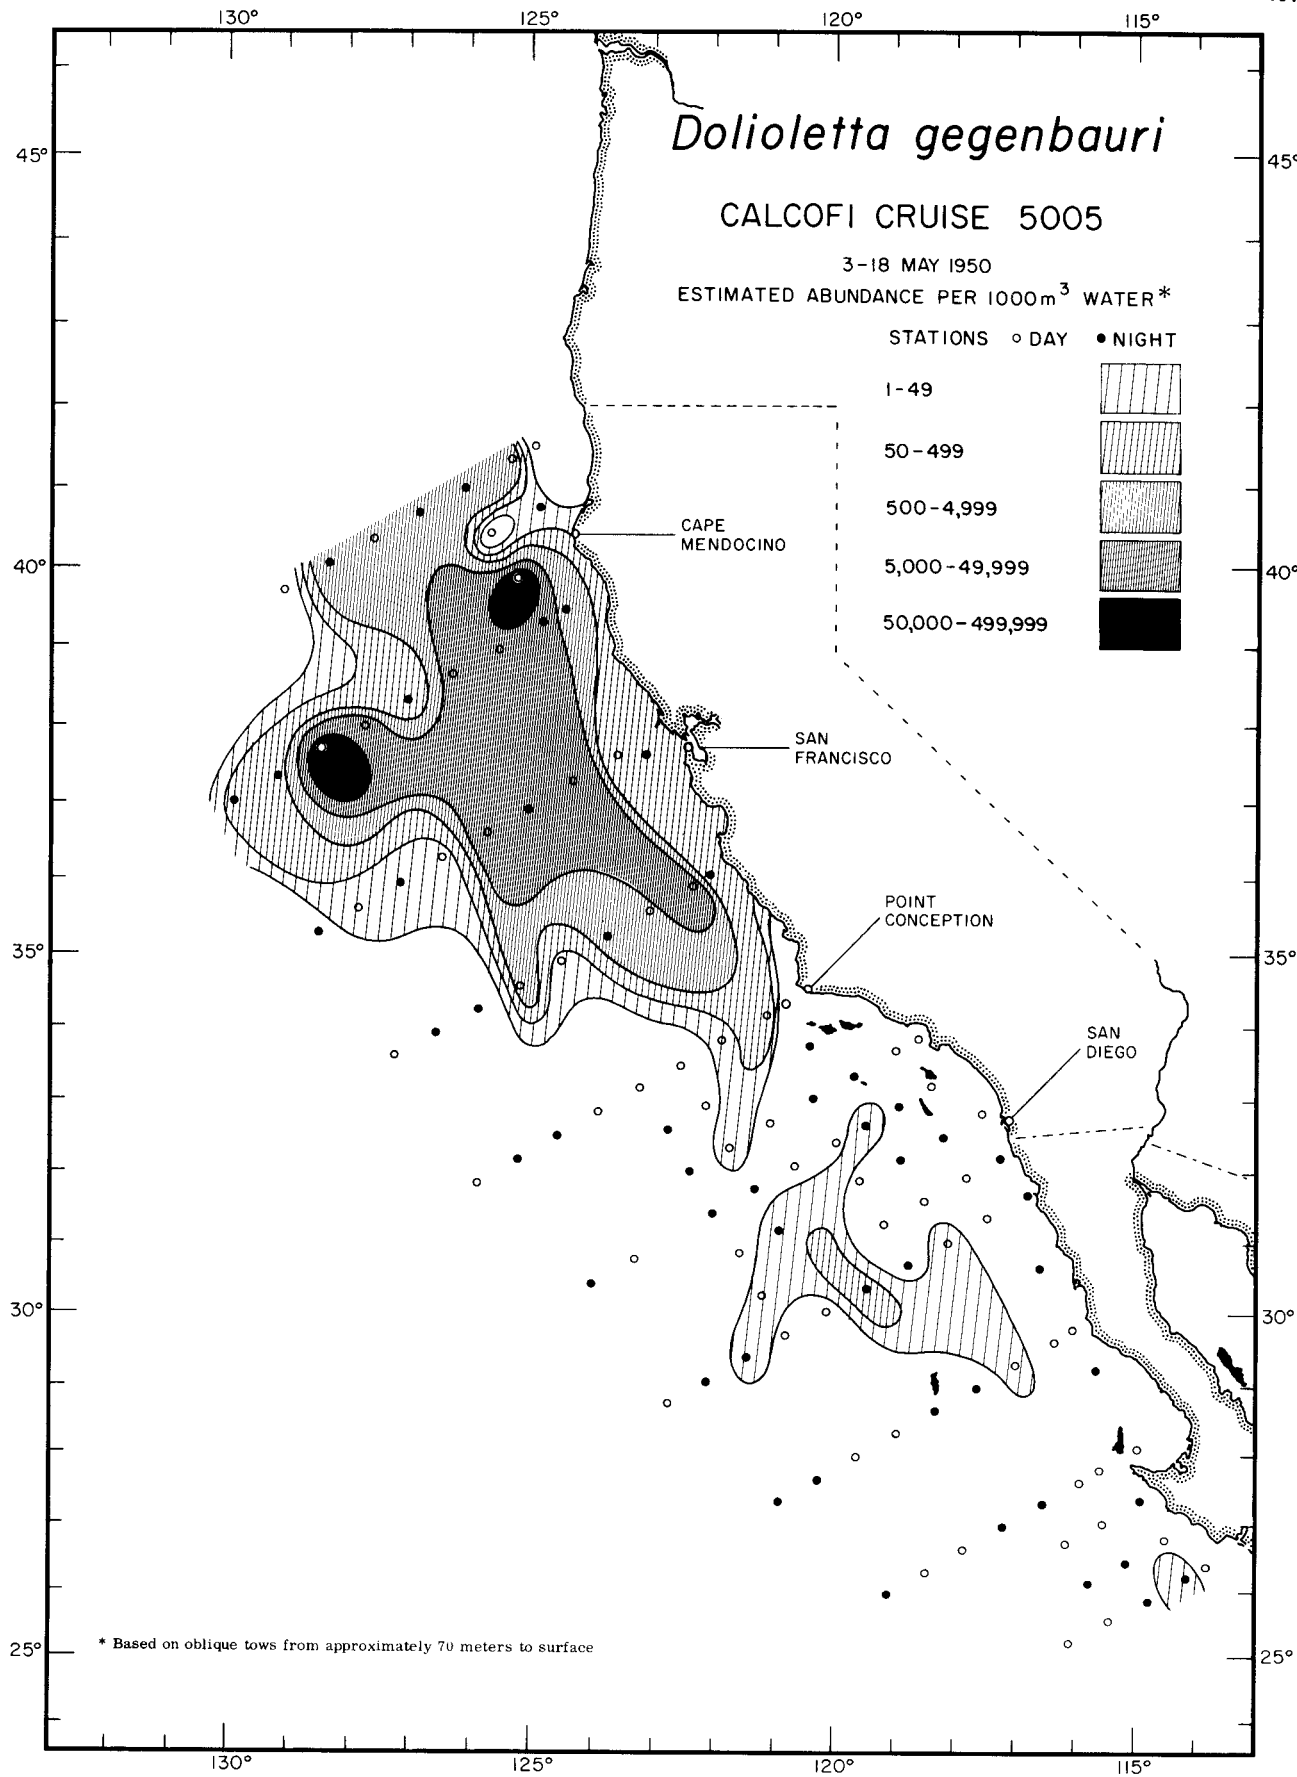 130°
125°
120°
115°
Dolioletta gegenbauri
CALCOFI CRUISE 5005
3-18 MAY 1950
ESTIMATED ABUNDANCE PER 1000m³ WATER*
STATIONS ○ DAY ● NIGHT
1-49
50-499
500-4,999
5,000-49,999
50,000-499,999
45°
45°
40°
40°
35°
35°
30°
30°
25°
25°
CAPE
MENDOCINO
SAN
FRANCISCO
POINT
CONCEPTION
SAN
DIEGO
* Based on oblique tows from approximately 70 meters to surface
130°
125°
120°
115°